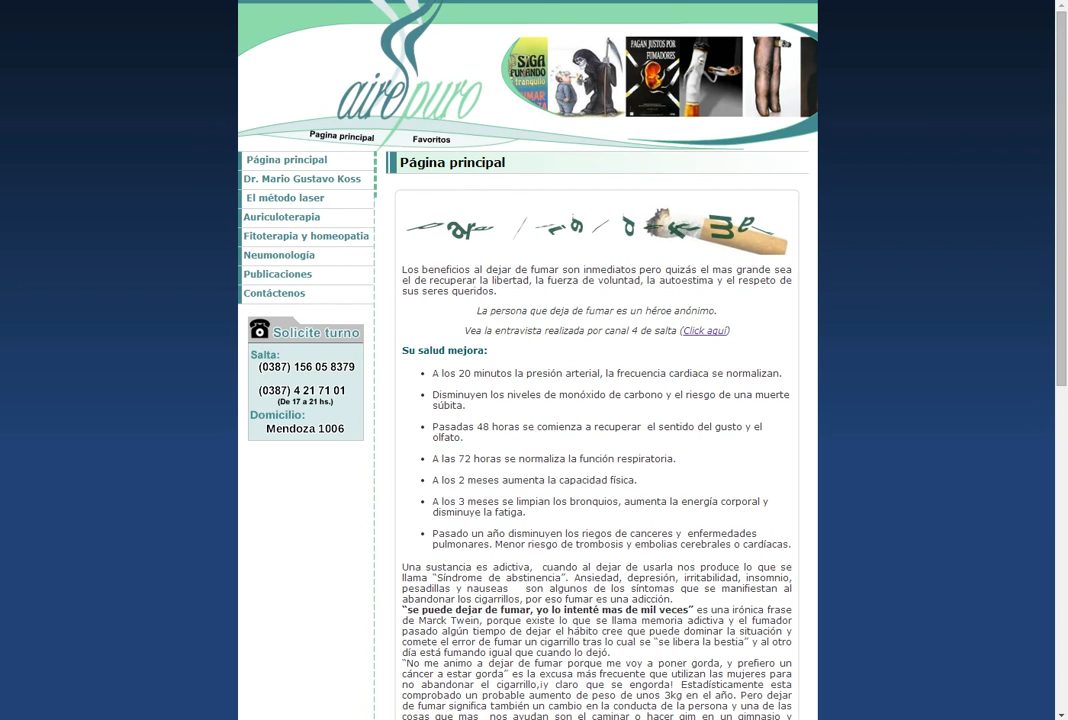 aire puro
SIGA
FUMANDO
tranquilo
FUMAR
PAGAN JUSTOS POR
FUMADORES
Pagina principal
Favoritos
Página principal
Dr. Mario Gustavo Koss
El método laser
Auriculoterapia
Fitoterapia y homeopatia
Neumonología
Publicaciones
Contáctenos
Solicite turno
Salta:
(0387) 156 05 8379
(0387) 4 21 71 01
(De 17 a 21 hs.)
Domicilio:
Mendoza 1006
Página principal
Los beneficios al dejar de fumar son inmediatos pero quizás el mas grande sea
el de recuperar la libertad, la fuerza de voluntad, la autoestima y el respeto de
sus seres queridos.
La persona que deja de fumar es un héroe anónimo.
Vea la entravista realizada por canal 4 de salta (Click aquí)
Su salud mejora:
• A los 20 minutos la presión arterial, la frecuencia cardiaca se normalizan.
• Disminuyen los niveles de monóxido de carbono y el riesgo de una muerte
súbita.
• Pasadas 48 horas se comienza a recuperar el sentido del gusto y el
olfato.
• A las 72 horas se normaliza la función respiratoria.
• A los 2 meses aumenta la capacidad física.
• A los 3 meses se limpian los bronquios, aumenta la energía corporal y
disminuye la fatiga.
• Pasado un año disminuyen los riegos de canceres y enfermedades
pulmonares. Menor riesgo de trombosis y embolias cerebrales o cardíacas.
Una sustancia es adictiva, cuando al dejar de usarla nos produce lo que se
llama “Síndrome de abstinencia”. Ansiedad, depresión, irritabilidad, insomnio,
pesadillas y nauseas son algunos de los síntomas que se manifiestan al
abandonar los cigarrillos, por eso fumar es una adicción.
“se puede dejar de fumar, yo lo intenté mas de mil veces” es una irónica frase
de Marck Twein, porque existe lo que se llama memoria adictiva y el fumador
pasado algún tiempo de dejar el hábito cree que puede dominar la situación y
comete el error de fumar un cigarrillo tras lo cual se “se libera la bestia” y al otro
día está fumando igual que cuando lo dejó.
“No me animo a dejar de fumar porque me voy a poner gorda, y prefiero un
cáncer a estar gorda” es la excusa más frecuente que utilizan las mujeres para
no abandonar el cigarrillo,¡y claro que se engorda! Estadísticamente esta
comprobado un probable aumento de peso de unos 3kg en el año. Pero dejar
de fumar significa también un cambio en la conducta de la persona y una de las
cosas que mas nos ayudan son el caminar o hacer gim en un gimnasio y